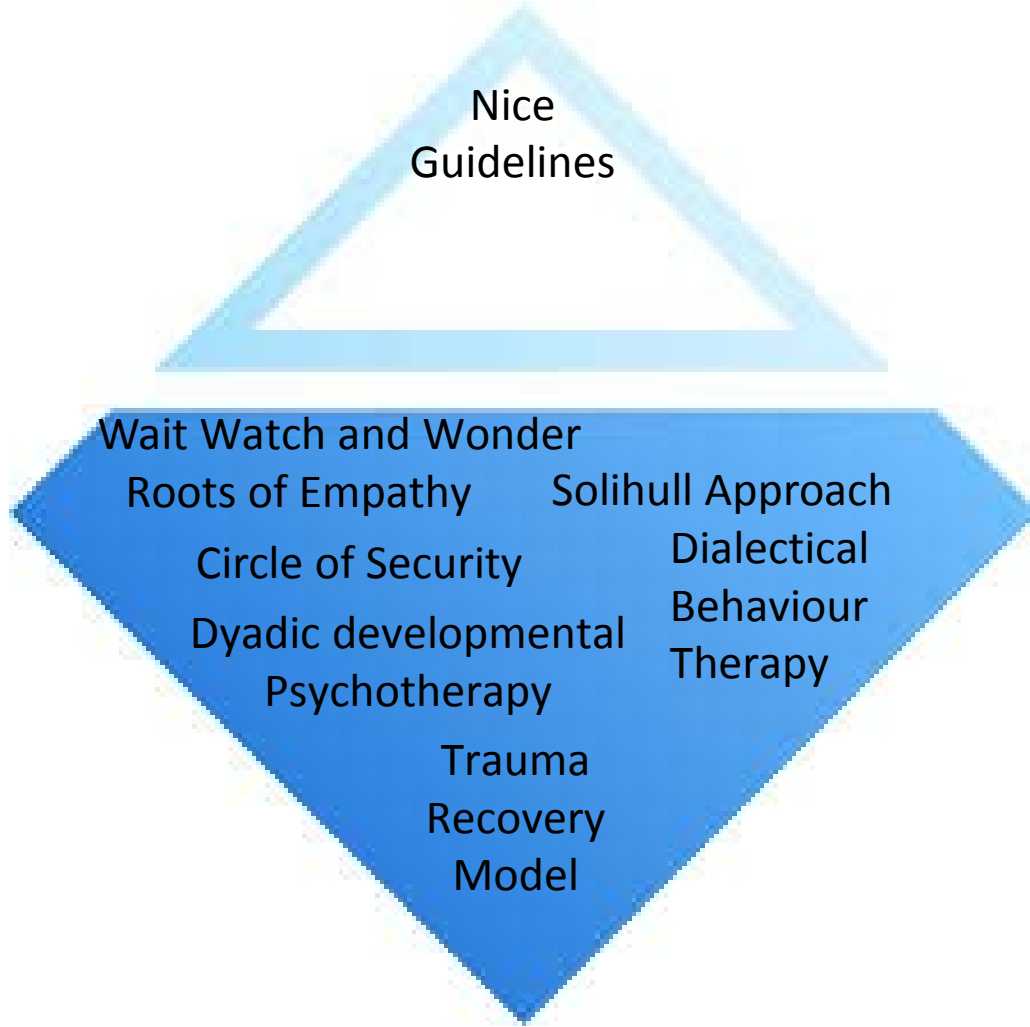 Nice
Guidelines
Wait Watch and Wonder
Roots of Empathy
Solihull Approach
Circle of Security
Dialectical
Behaviour
Therapy
Dyadic developmental
Psychotherapy
Trauma
Recovery
Model